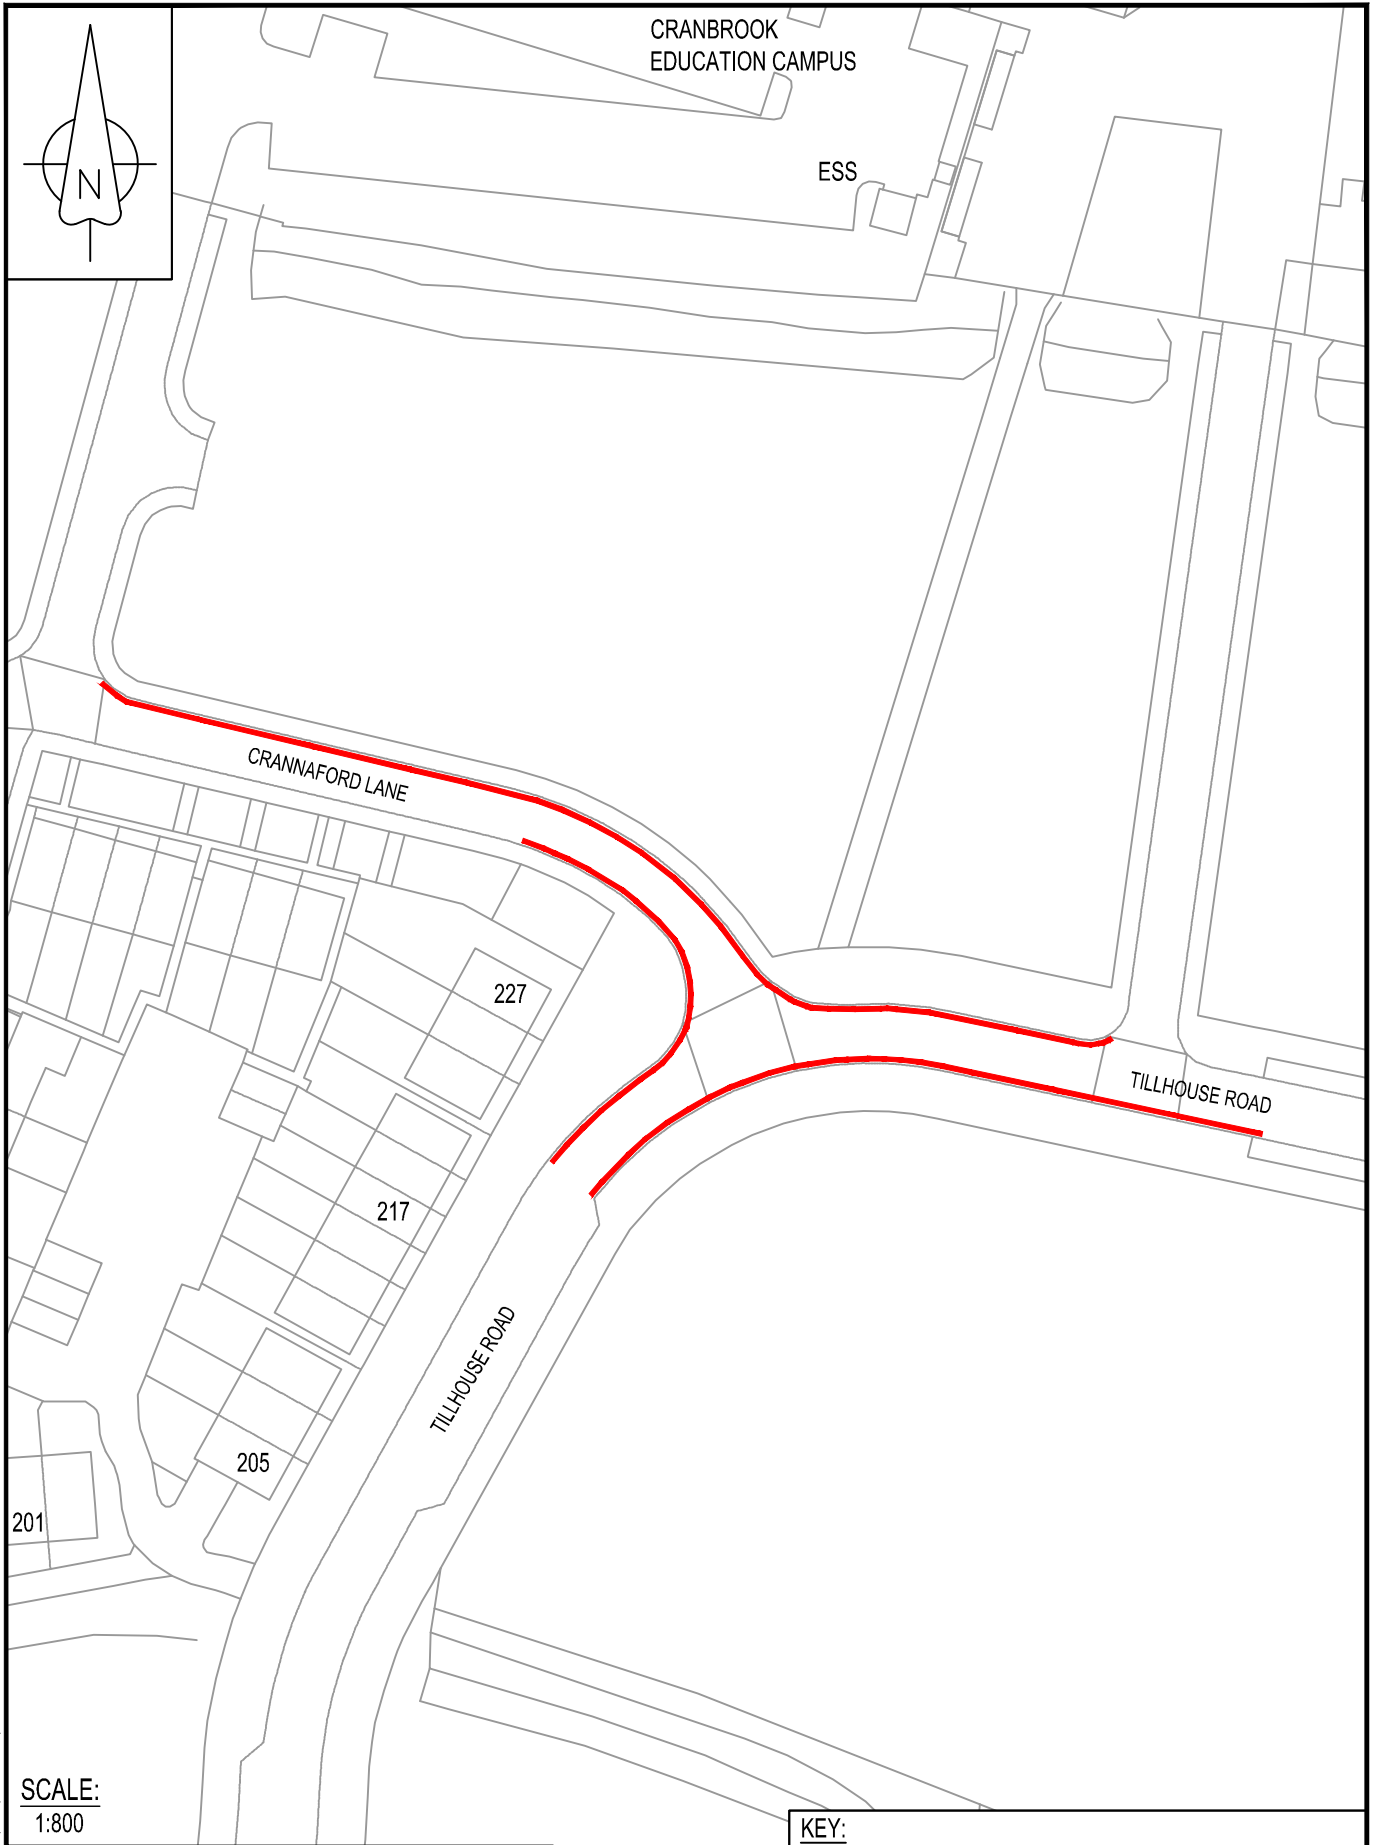 CRANBROOK
EDUCATION CAMPUS
N
ESS
CRANNAFORD LANE
227
TILLHOUSE ROAD
217
TILLHOUSE ROAD
205
201
SCALE:
1:800
KEY: